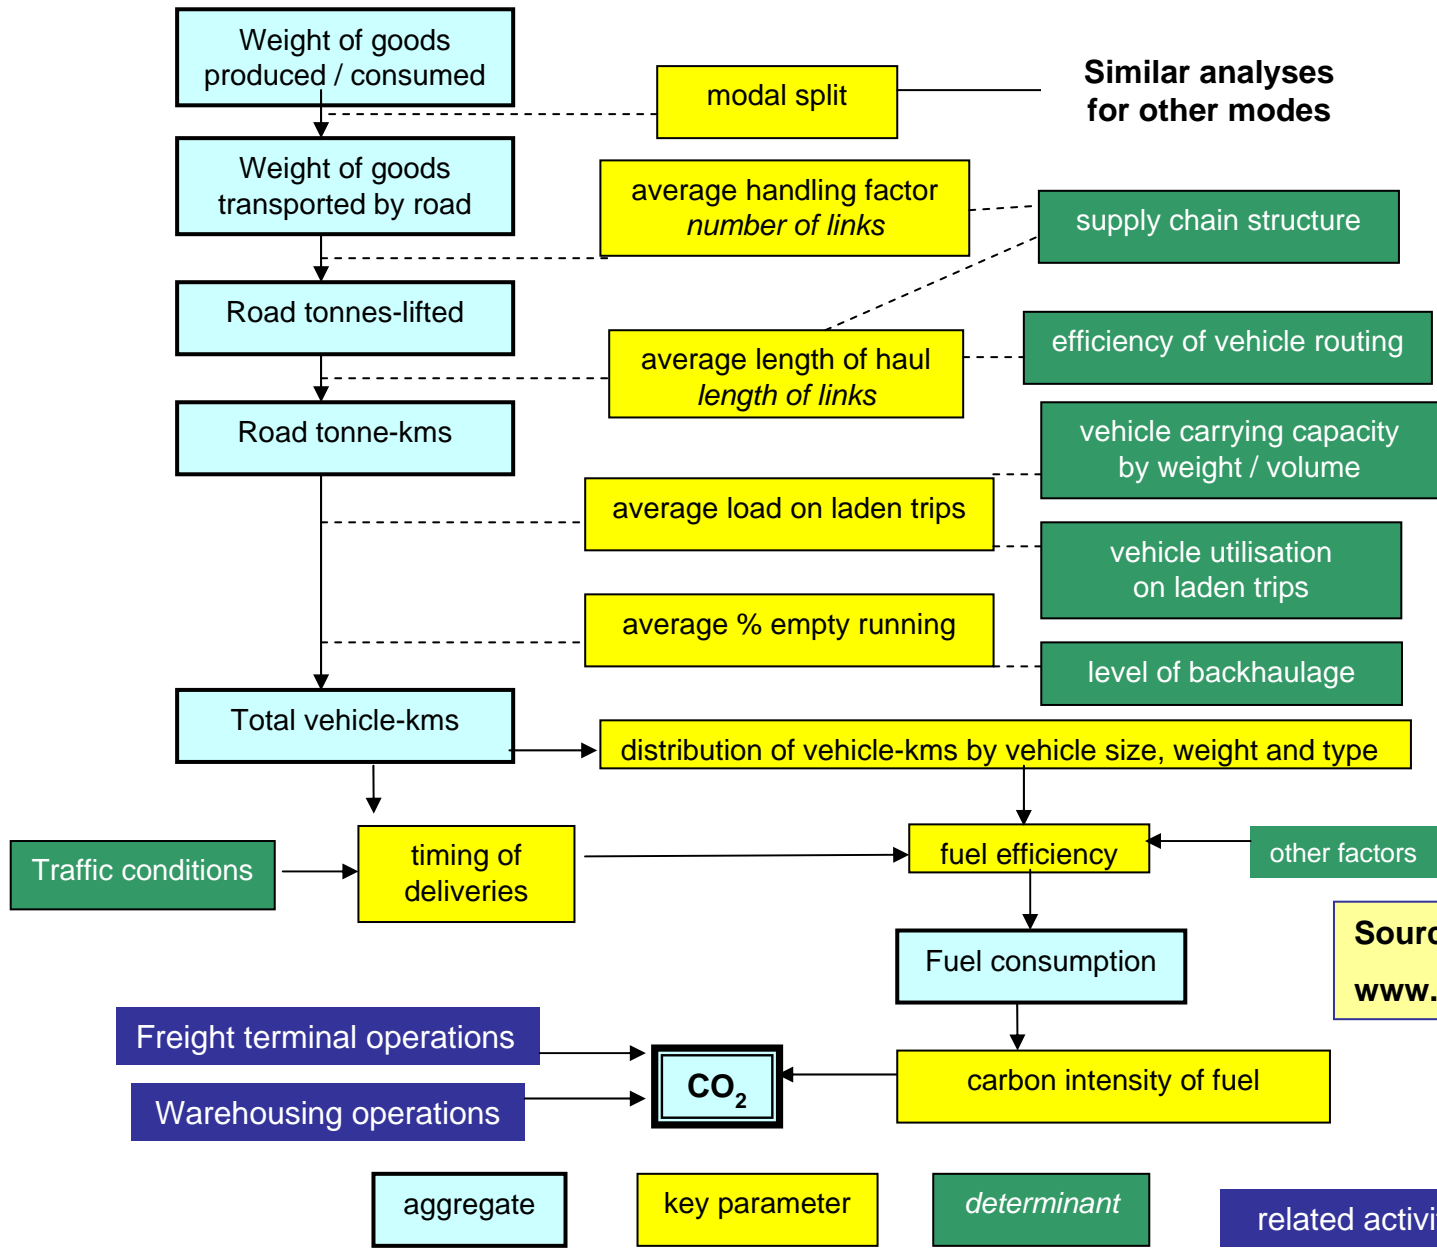 Weight of goods
produced / consumed
modal split
Similar analyses
for other modes
Weight of goods
transported by road
average handling factor
number of links
supply chain structure
Road tonnes-lifted
average length of haul
length of links
efficiency of vehicle routing
Road tonne-kms
vehicle carrying capacity
by weight / volume
average load on laden trips
vehicle utilisation
on laden trips
average % empty running
level of backhaulage
Total vehicle-kms
distribution of vehicle-kms by vehicle size, weight and type
Traffic conditions
timing of
deliveries
fuel efficiency
other factors
Fuel consumption
Sourc
www.
Freight terminal operations
Warehousing operations
CO2
carbon intensity of fuel
aggregate
key parameter
determinant
related activi